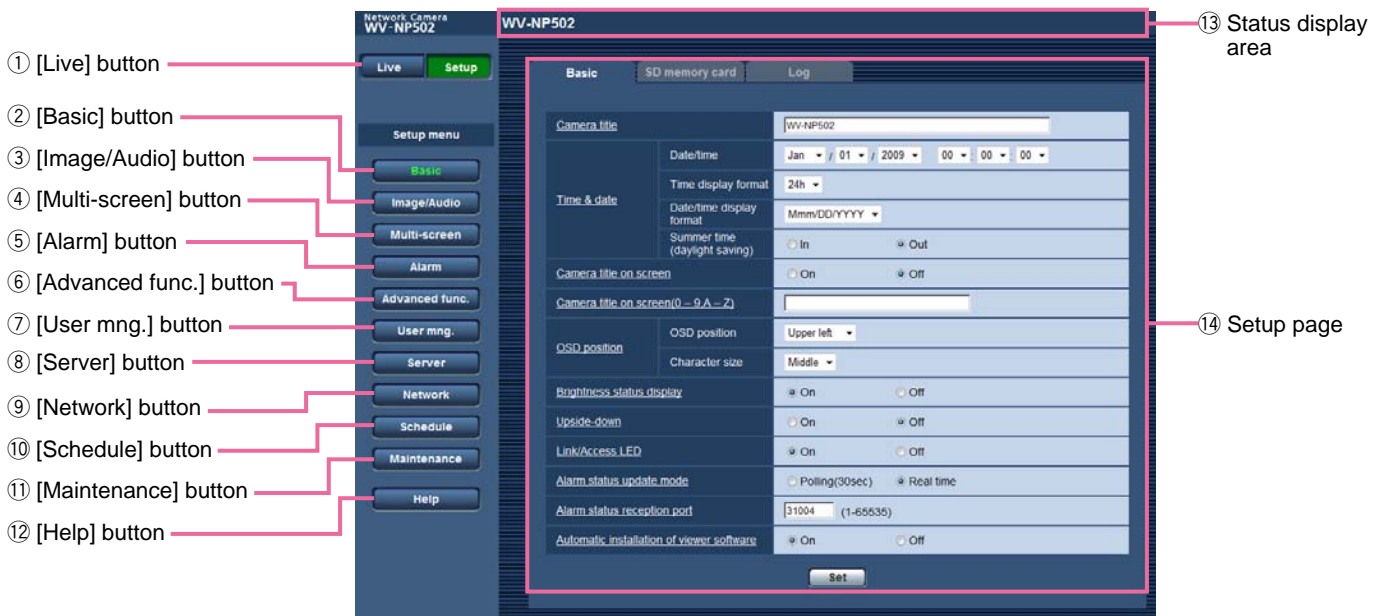 ① [Live] button
② [Basic] button
③ [Image/Audio] button
④ [Multi-screen] button
⑤ [Alarm] button
⑥ [Advanced func.] button
⑦ [User mng.] button
⑧ [Server] button
⑨ [Network] button
⑩ [Schedule] button
⑪ [Maintenance] button
⑫ [Help] button
Network Camera
WV-NP502
Live Setup
Setup menu
Basic
Image/Audio
Multi-screen
Alarm
Advanced func.
User mng.
Server
Network
Schedule
Maintenance
Help
WV-NP502
Basic SD memory card Log
Camera title WV-NP502
Time & date
Date/time Jan / 01 / 2009 00 : 00 : 00
Time display format 24h
Date/time display
format Mmm/DD/YYYY
Summer time
(daylight saving) In Out
Camera title on screen On Off
Camera title on screen(0 – 9,A – Z)
OSD position
OSD position Upper left
Character size Middle
Brightness status display On Off
Upside-down On Off
Link/Access LED On Off
Alarm status update mode Polling(30sec) Real time
Alarm status reception port 31004 (1-65535)
Automatic installation of viewer software On Off
Set
⑬ Status display
area
⑭ Setup page